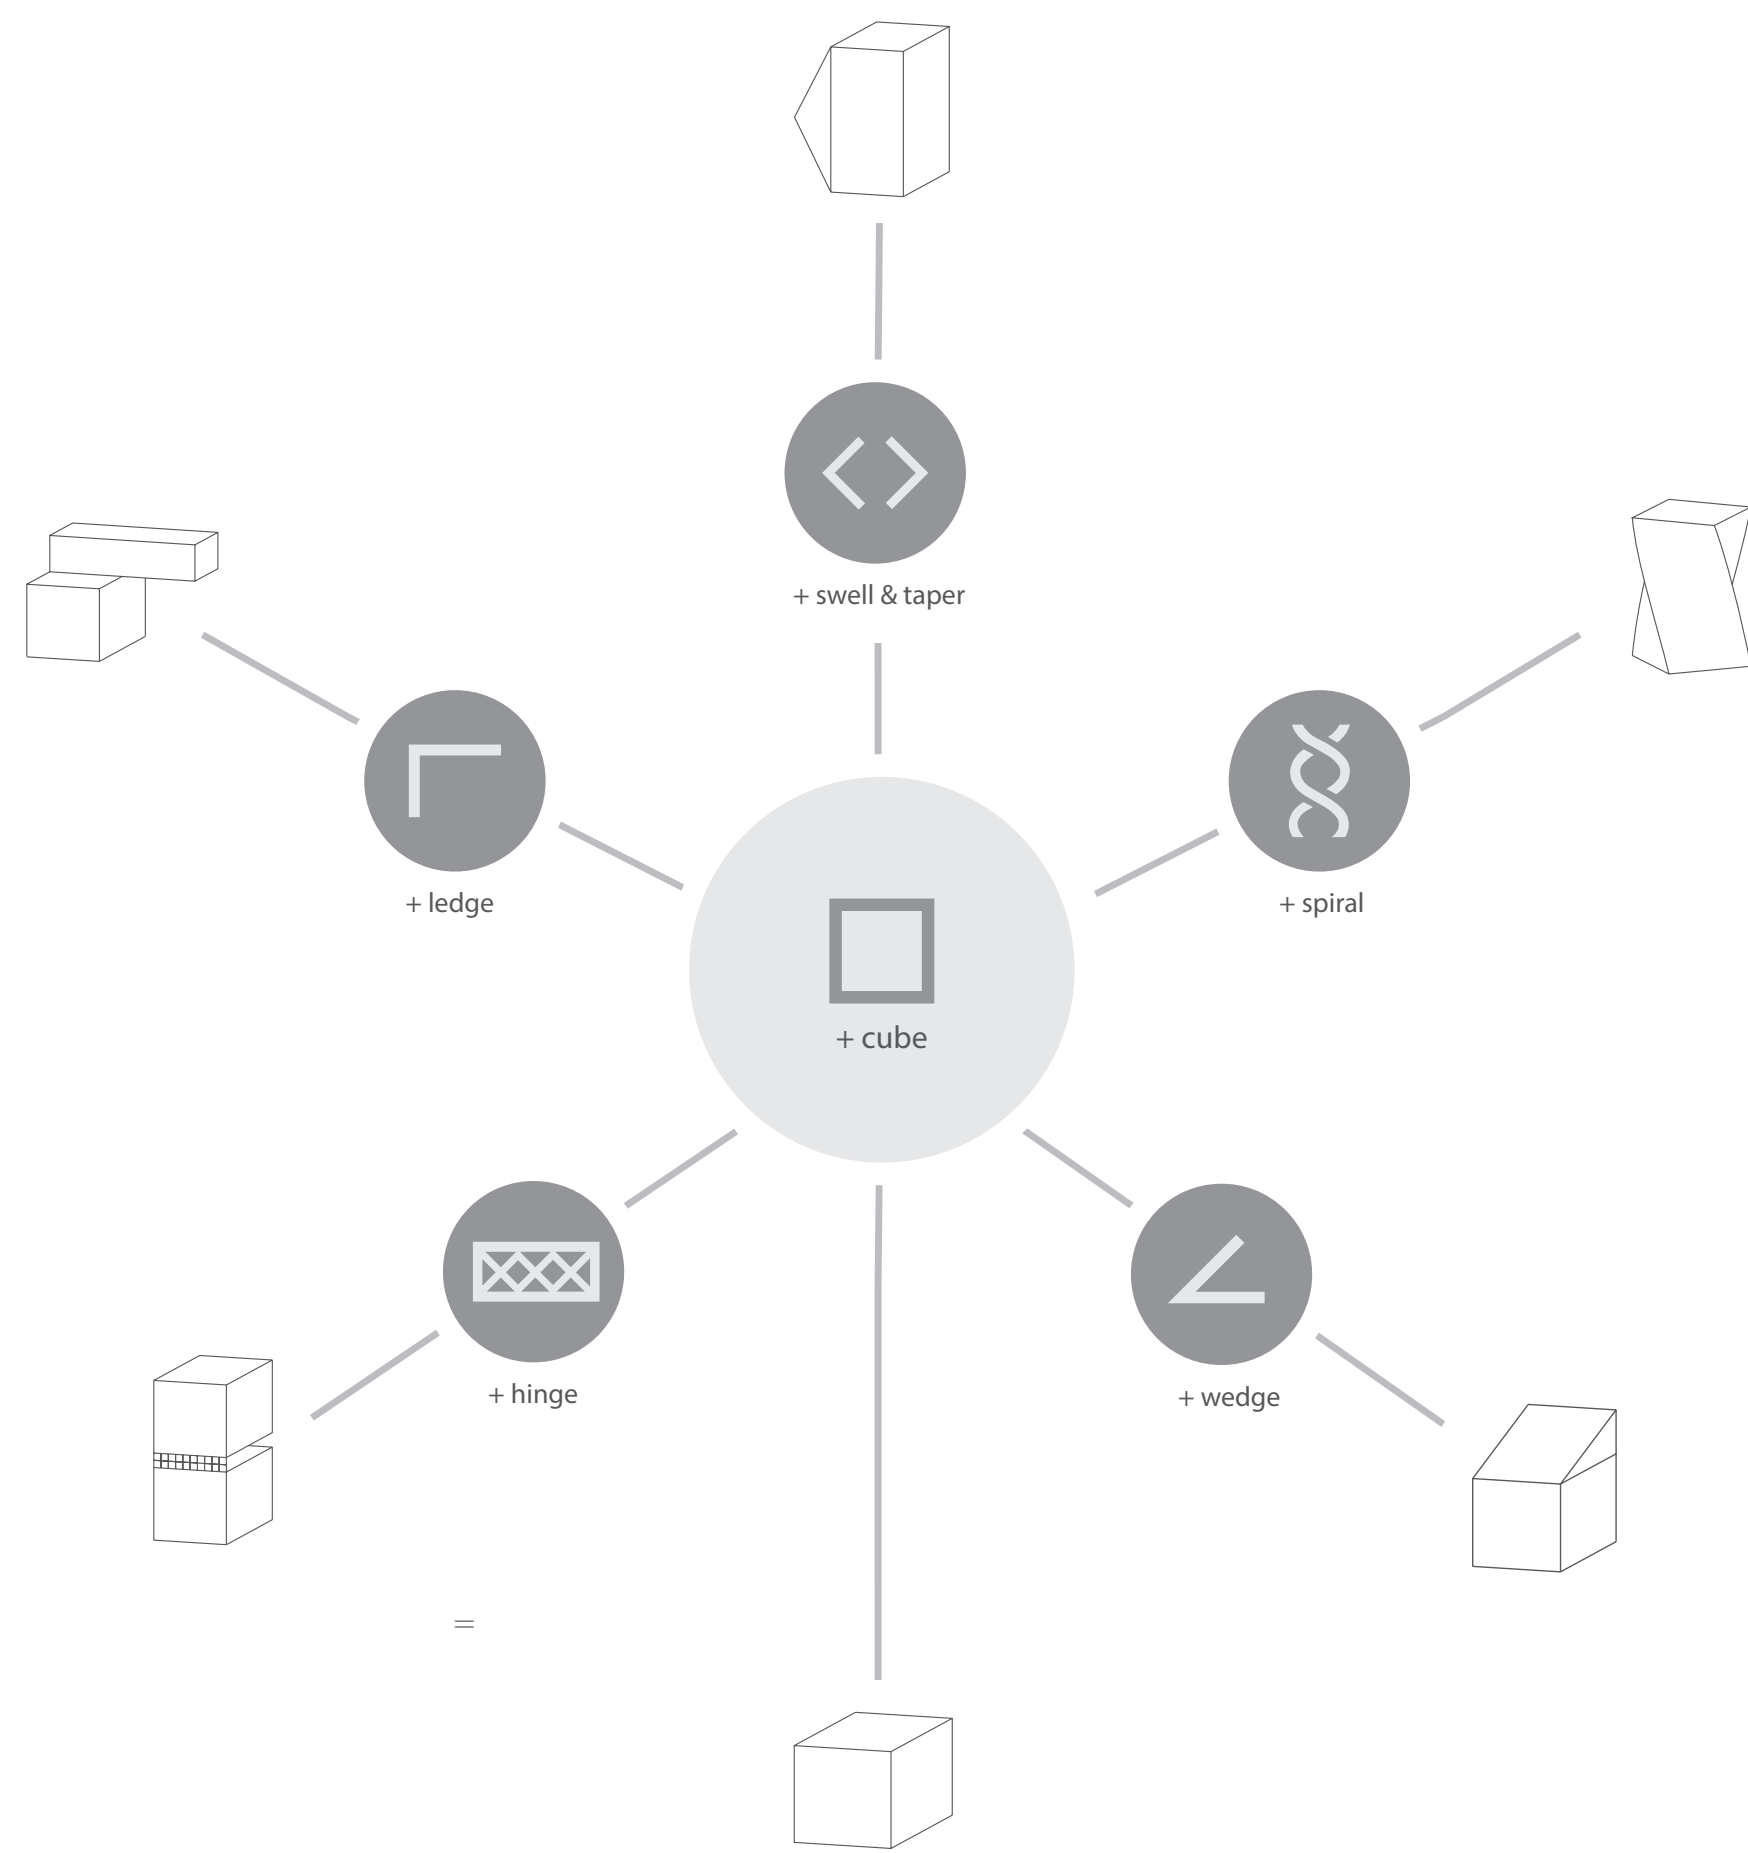 + swell & taper
+ ledge
+ spiral
+ cube
+ hinge
+ wedge
=